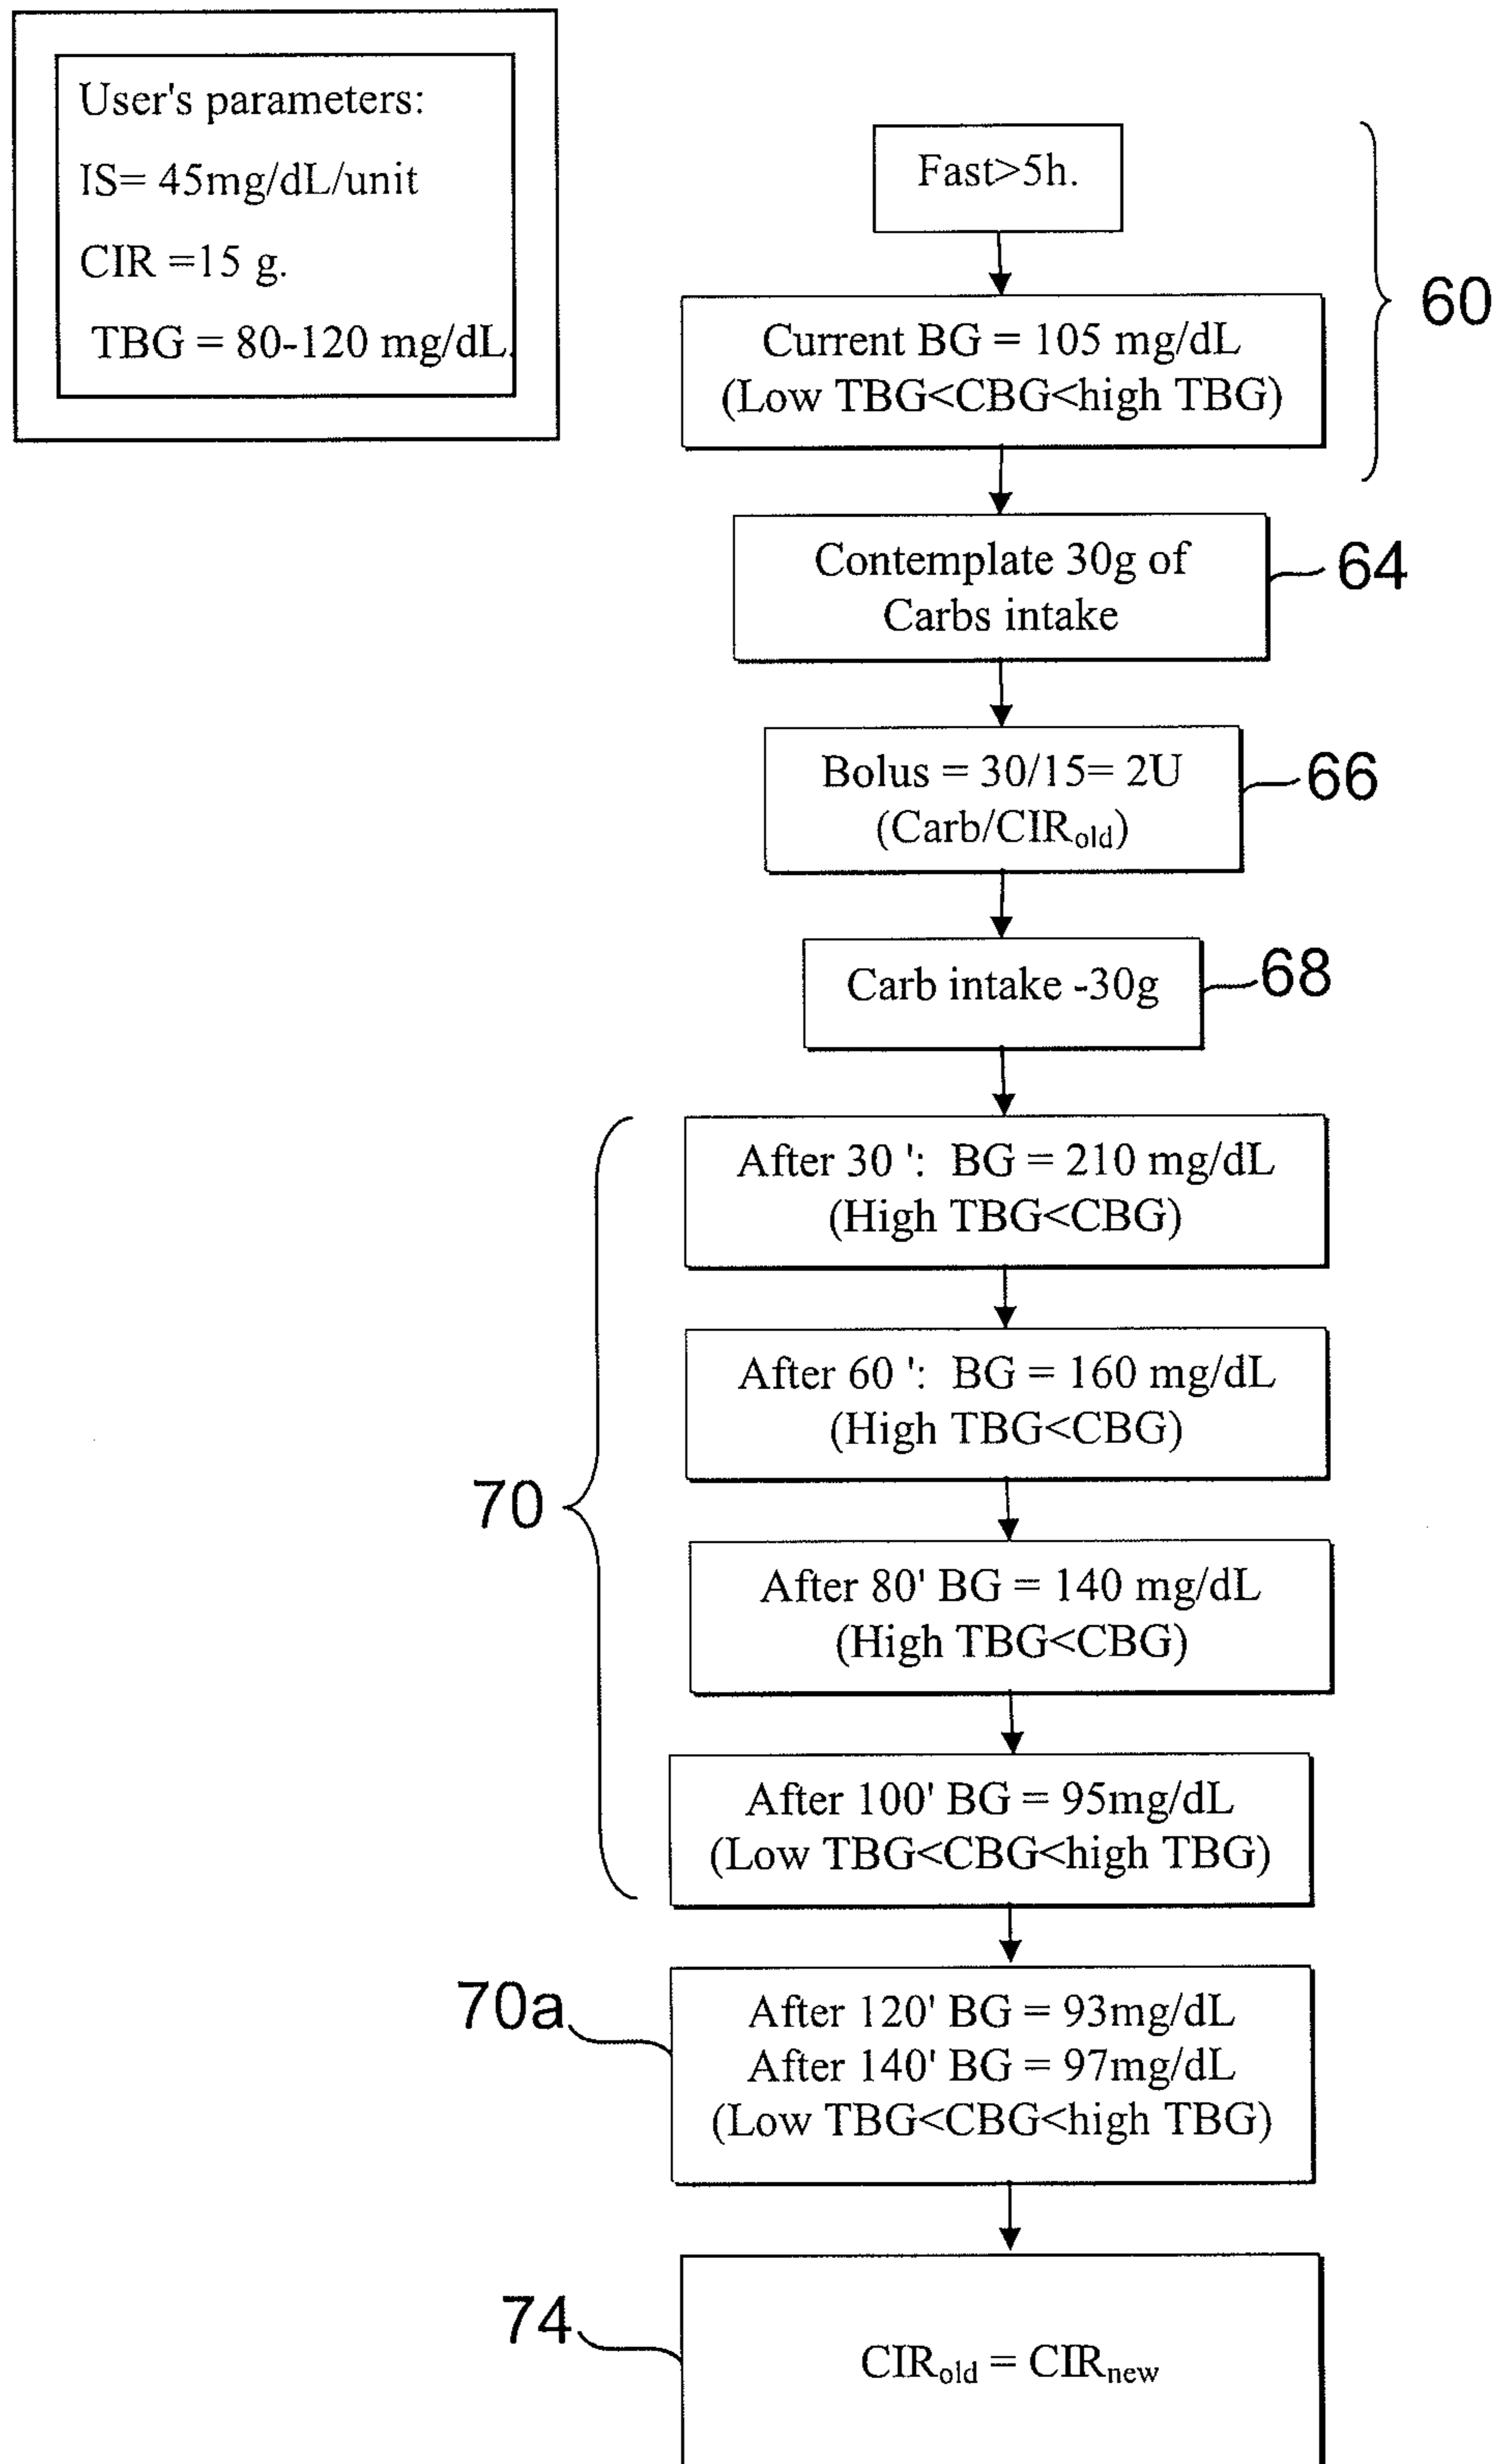 User's parameters:
IS= 45mg/dL/unit
CIR =15 g.
TBG = 80-120 mg/dL.
Fast>5h.
Current BG = 105 mg/dL
(Low TBG<CBG<high TBG)
60
Contemplate 30g of
Carbs intake
64
Bolus = 30/15= 2U
(Carb/CIRold)
66
Carb intake -30g
68
After 30 ':  BG = 210 mg/dL
(High TBG<CBG)
After 60 ':  BG = 160 mg/dL
(High TBG<CBG)
70
After 80' BG = 140 mg/dL
(High TBG<CBG)
After 100' BG = 95mg/dL
(Low TBG<CBG<high TBG)
70a
After 120' BG = 93mg/dL
After 140' BG = 97mg/dL
(Low TBG<CBG<high TBG)
74
CIRold = CIRnew